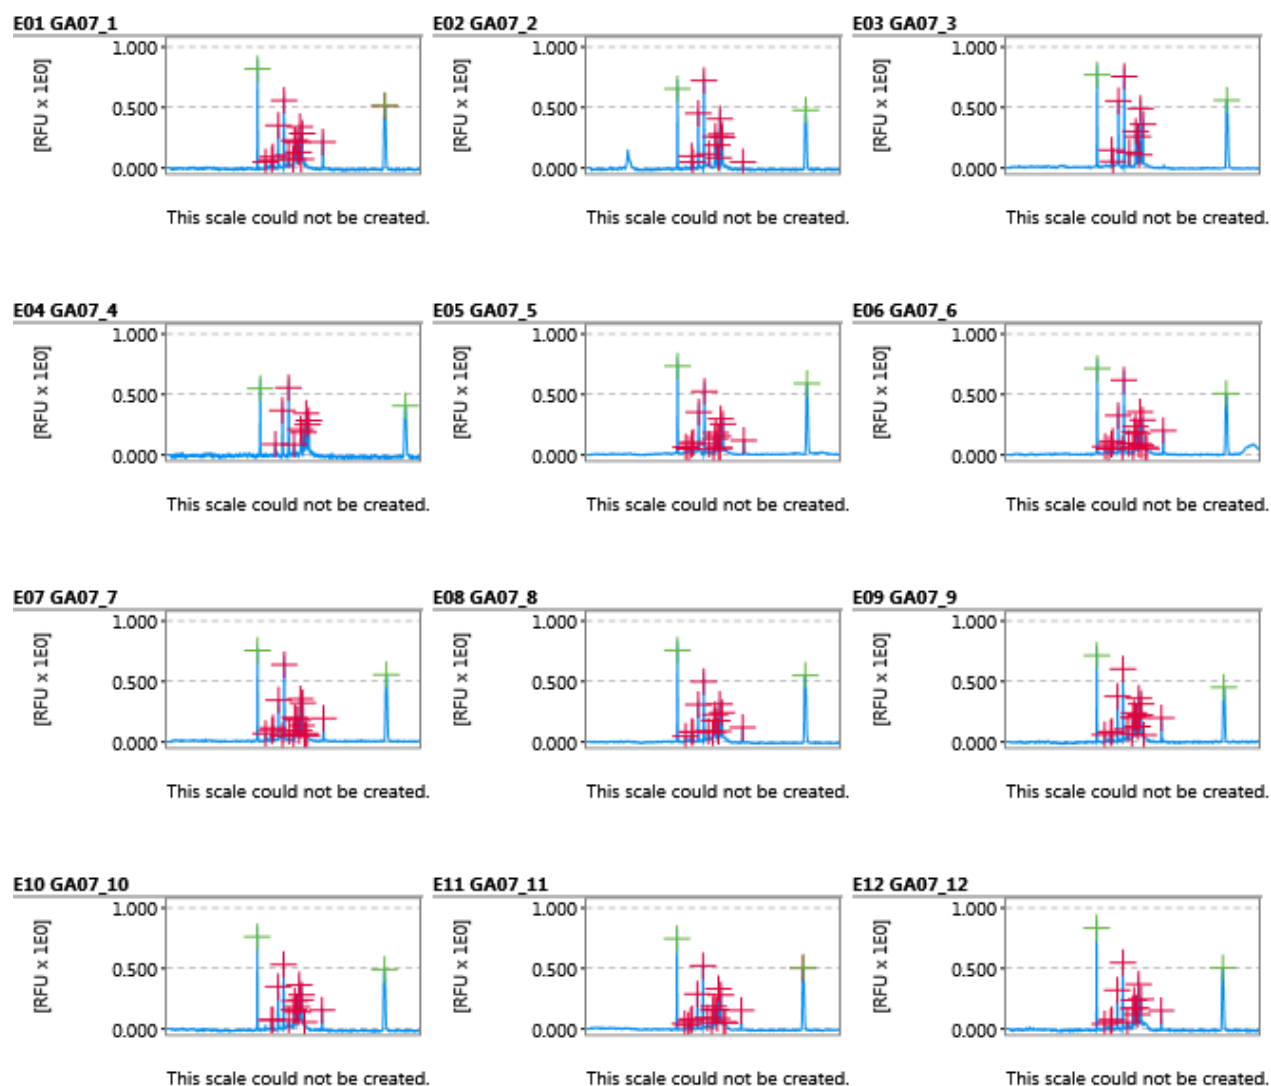 E01 GA07_1
E02 GA07_2
E03 GA07_3
[RFU x 1E0]
1.000
0.500
0.000
[RFU x 1E0]
1.000
0.500
0.000
[RFU x 1E0]
1.000
0.500
0.000
This scale could not be created.
This scale could not be created.
This scale could not be created.
E04 GA07_4
E05 GA07_5
E06 GA07_6
[RFU x 1E0]
1.000
0.500
0.000
[RFU x 1E0]
1.000
0.500
0.000
[RFU x 1E0]
1.000
0.500
0.000
This scale could not be created.
This scale could not be created.
This scale could not be created.
E07 GA07_7
E08 GA07_8
E09 GA07_9
[RFU x 1E0]
1.000
0.500
0.000
[RFU x 1E0]
1.000
0.500
0.000
[RFU x 1E0]
1.000
0.500
0.000
This scale could not be created.
This scale could not be created.
This scale could not be created.
E10 GA07_10
E11 GA07_11
E12 GA07_12
[RFU x 1E0]
1.000
0.500
0.000
[RFU x 1E0]
1.000
0.500
0.000
[RFU x 1E0]
1.000
0.500
0.000
This scale could not be created.
This scale could not be created.
This scale could not be created.